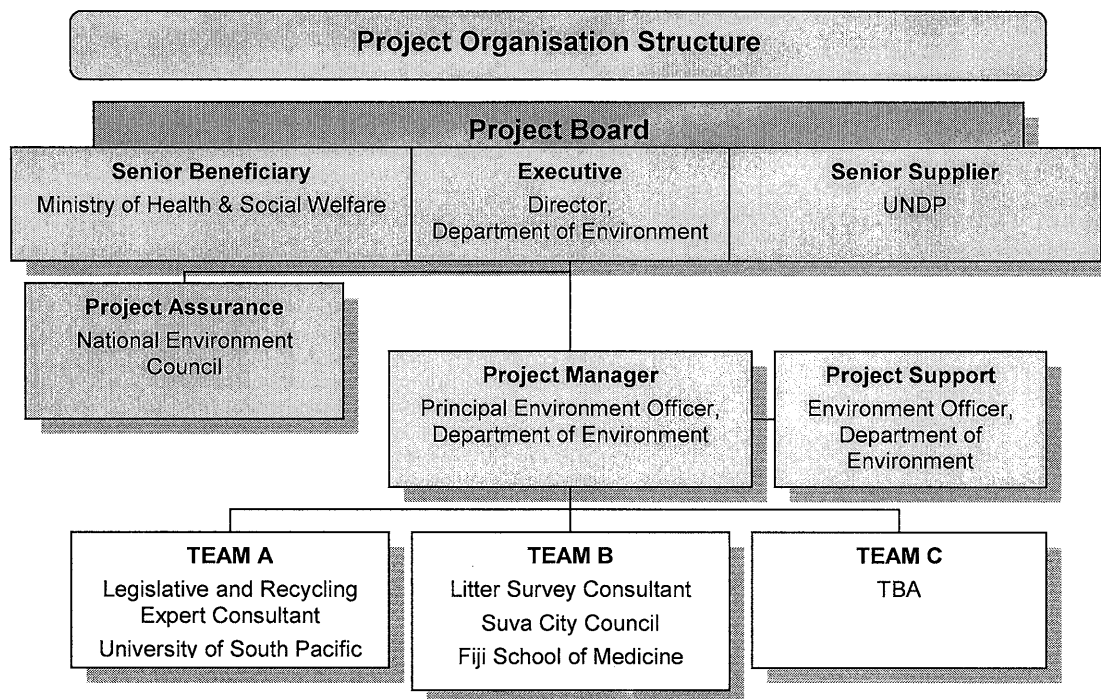 Project Organisation Structure
Project Board
Senior Beneficiary
Ministry of Health & Social Welfare
Executive
Director,
Department of Environment
Senior Supplier
UNDP
Project Assurance
National Environment
Council
Project Manager
Principal Environment Officer,
Department of Environment
Project Support
Environment Officer,
Department of
Environment
TEAM A
Legislative and Recycling
Expert Consultant
University of South Pacific
TEAM B
Litter Survey Consultant
Suva City Council
Fiji School of Medicine
TEAM C
TBA